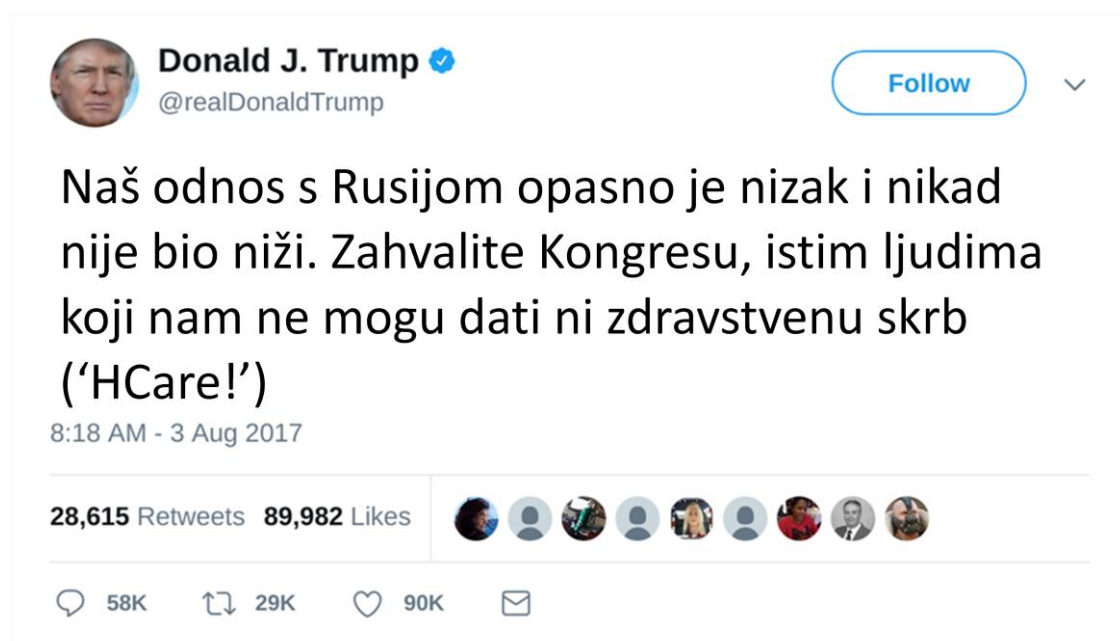 Donald J. Trump
@realDonaldTrump
Follow
Naš odnos s Rusijom opasno je nizak i nikad
nije bio niži. Zahvalite Kongresu, istim ljudima
koji nam ne mogu dati ni zdravstvenu skrb
(‘HCare!’)
8:18 AM - 3 Aug 2017
28,615 Retweets 89,982 Likes
58K 29K 90K